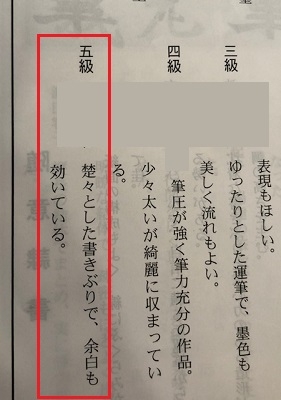 表現もほしい。
三級
ゆったりとした運筆で、墨色も
美しく流れもよい。
四級
筆圧が強く筆力充分の作品。
少々太いが綺麗に収まってい
る。
五級
楚々とした書きぶりで、余白も
効いている。